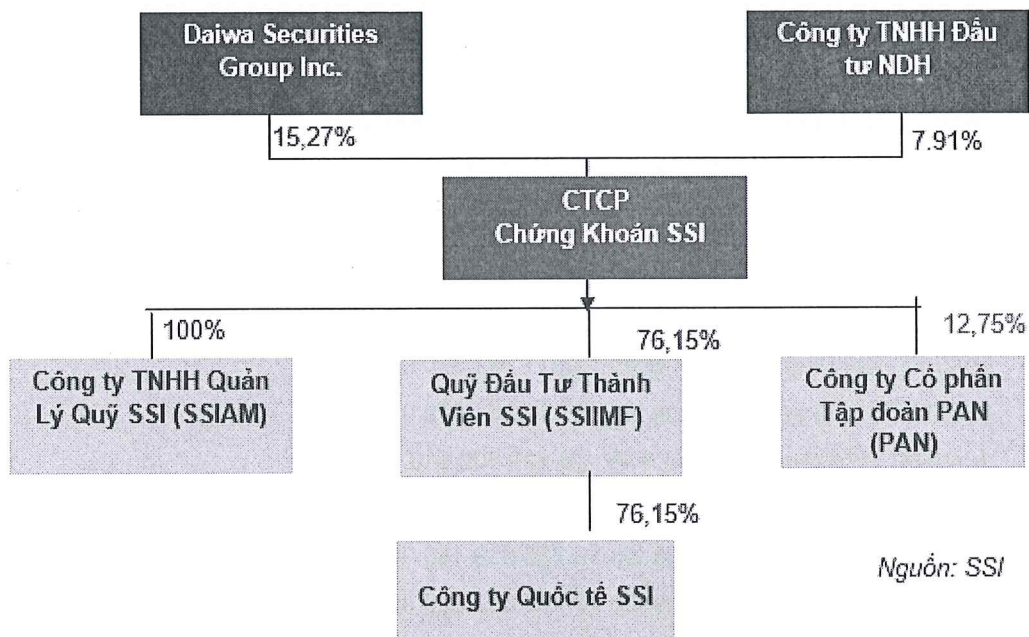 Daiwa Securities
Group Inc.
Công ty TNHH Đầu
tư NDH
15,27%
7.91%
CTCP
Chứng Khoán SSI
100%
76,15%
12,75%
Công ty TNHH Quản
Lý Quỹ SSI (SSIAM)
Quỹ Đầu Tư Thành
Viên SSI (SSIIMF)
Công ty Cổ phần
Tập đoàn PAN
(PAN)
76,15%
Công ty Quốc tế SSI
Nguồn: SSI